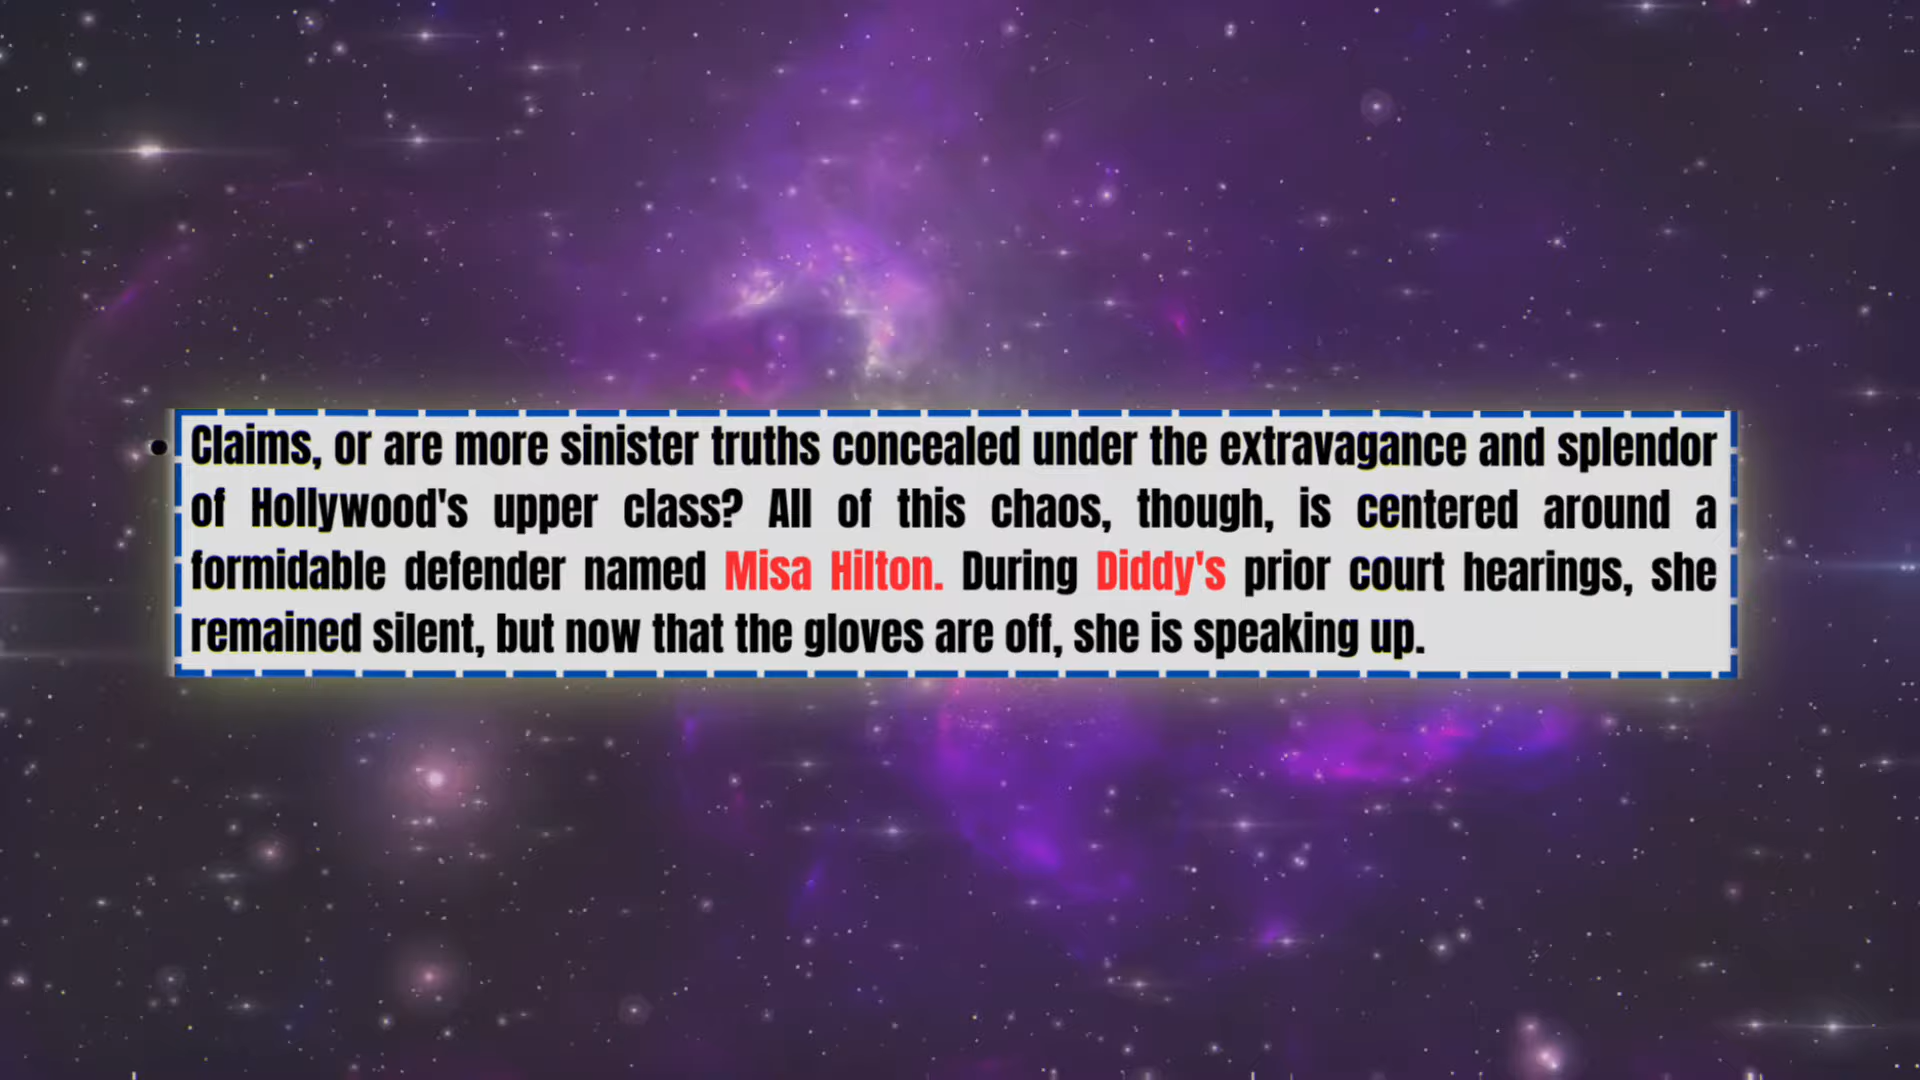 • Claims, or are more sinister truths concealed under the extravagance and splendor
of Hollywood's upper class? All of this chaos, though, is centered around a
formidable defender named Misa Hilton. During Diddy's prior court hearings, she
remained silent, but now that the gloves are off, she is speaking up.